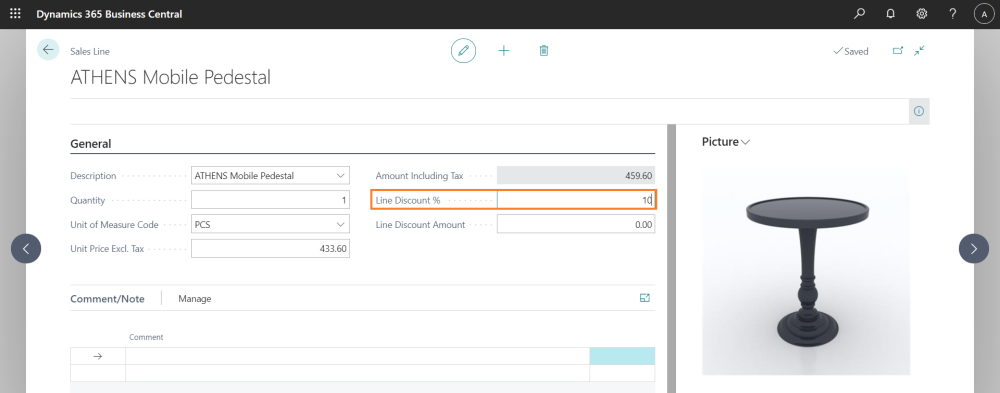 Dynamics 365 Business Central
A
Sales Line
Saved
ATHENS Mobile Pedestal
General
Description ATHENS Mobile Pedestal
Quantity 1
Unit of Measure Code PCS
Unit Price Excl. Tax 433.60
Amount Including Tax 459.60
Line Discount % 10
Line Discount Amount 0.00
Picture
Comment/Note Manage
Comment